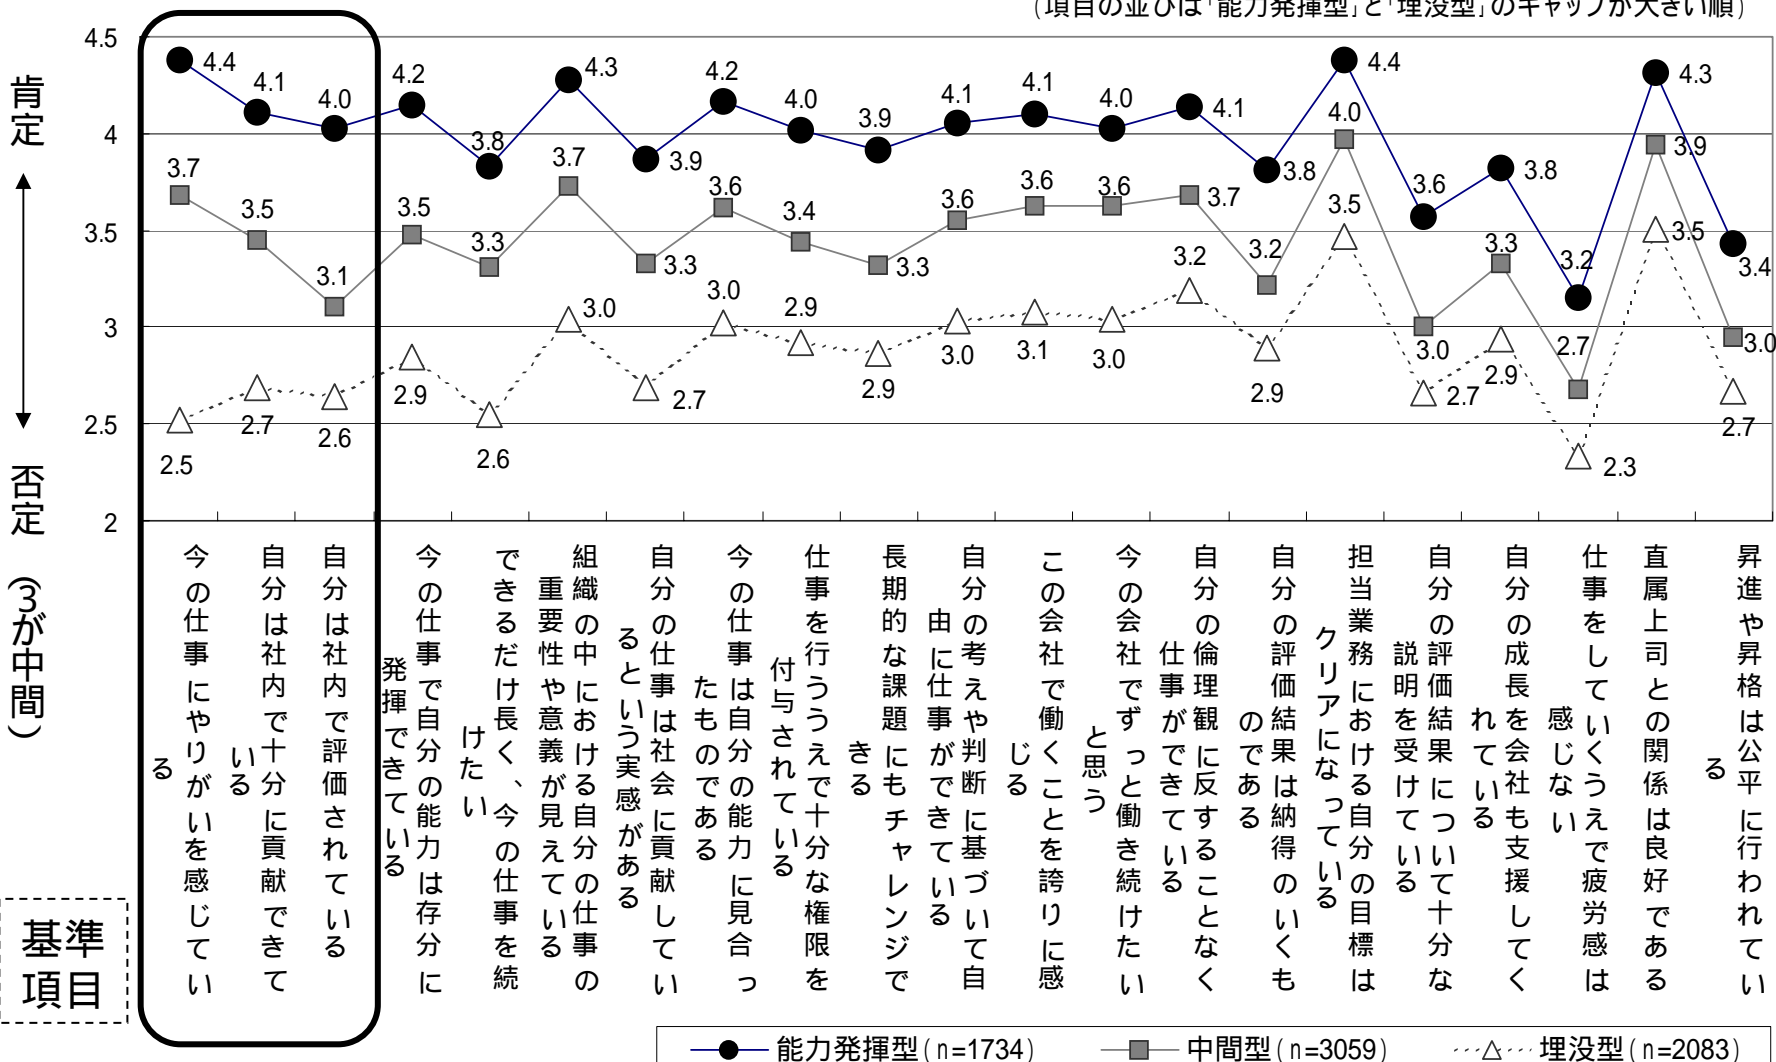 (項目の並びは「能力発揮型」と「埋没型」のギャップが大きい順)
肯定
否定
(3が中間)
4.5
4
3.5
3
2.5
2
4.4
4.1
4.0
4.2
3.8
4.3
3.9
4.2
4.0
3.9
4.1
4.1
4.0
4.1
3.8
4.4
3.6
3.8
3.2
4.3
3.4
3.7
3.5
3.1
3.5
3.3
3.7
3.3
3.6
3.4
3.3
3.6
3.6
3.6
3.7
3.2
4.0
3.0
3.3
2.7
3.9
3.0
2.5
2.7
2.6
2.9
2.6
3.0
2.7
3.0
2.9
2.9
3.0
3.1
3.0
3.2
2.9
3.5
2.7
2.9
2.3
3.5
2.7
今の仕事にやりがいを感じてい
る
自分は社内で十分に貢献できて
いる
自分は社内で評価されている
今の仕事で自分の能力は存分に
発揮できている
できるだけ長く、今の仕事を続
けたい
組織の中における自分の仕事の
重要性や意義が見えている
自分の仕事は社会に貢献してい
るという実感がある
今の仕事は自分の能力に見合っ
たものである
仕事を行ううえで十分な権限を
付与されている
長期的な課題にもチャレンジで
きる
自分の考えや判断に基づいて自
由に仕事ができている
この会社で働くことを誇りに感
じる
今の会社でずっと働き続けたい
と思う
自分の倫理観に反することなく
仕事ができている
自分の評価結果は納得のいくも
のである
担当業務における自分の目標は
クリアになっている
自分の評価結果について十分な
説明を受けている
自分の成長を会社も支援してく
れている
仕事をしていくうえで疲労感は
感じない
直属上司との関係は良好である
昇進や昇格は公平に行われてい
る
基準
項目
能力発揮型(n=1734)
中間型(n=3059)
埋没型(n=2083)